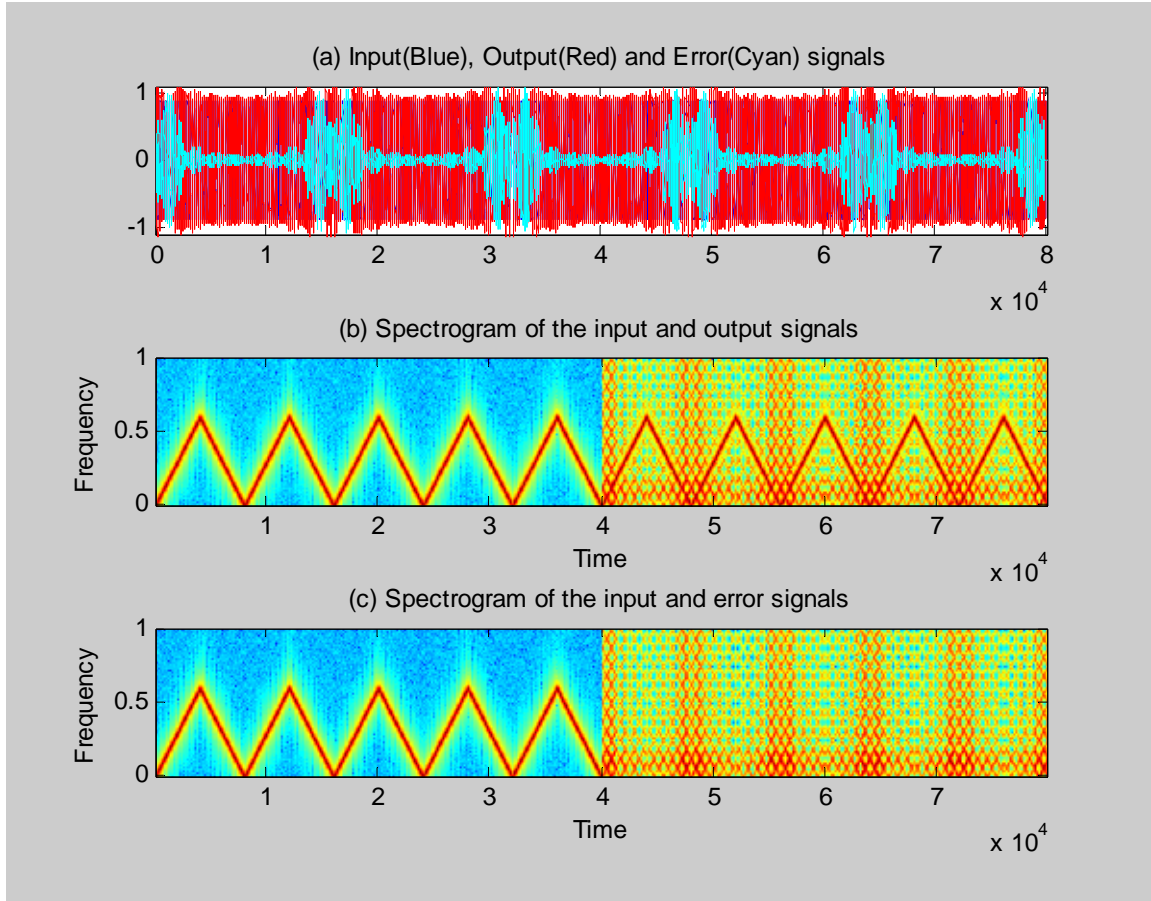 (a) Input(Blue), Output(Red) and Error(Cyan) signals
1
0
-1
0 1 2 3 4 5 6 7 8
x 10^4
(b) Spectrogram of the input and output signals
Frequency
1
0.5
0
1 2 3 4 5 6 7
Time
x 10^4
(c) Spectrogram of the input and error signals
Frequency
1
0.5
0
1 2 3 4 5 6 7
Time
x 10^4